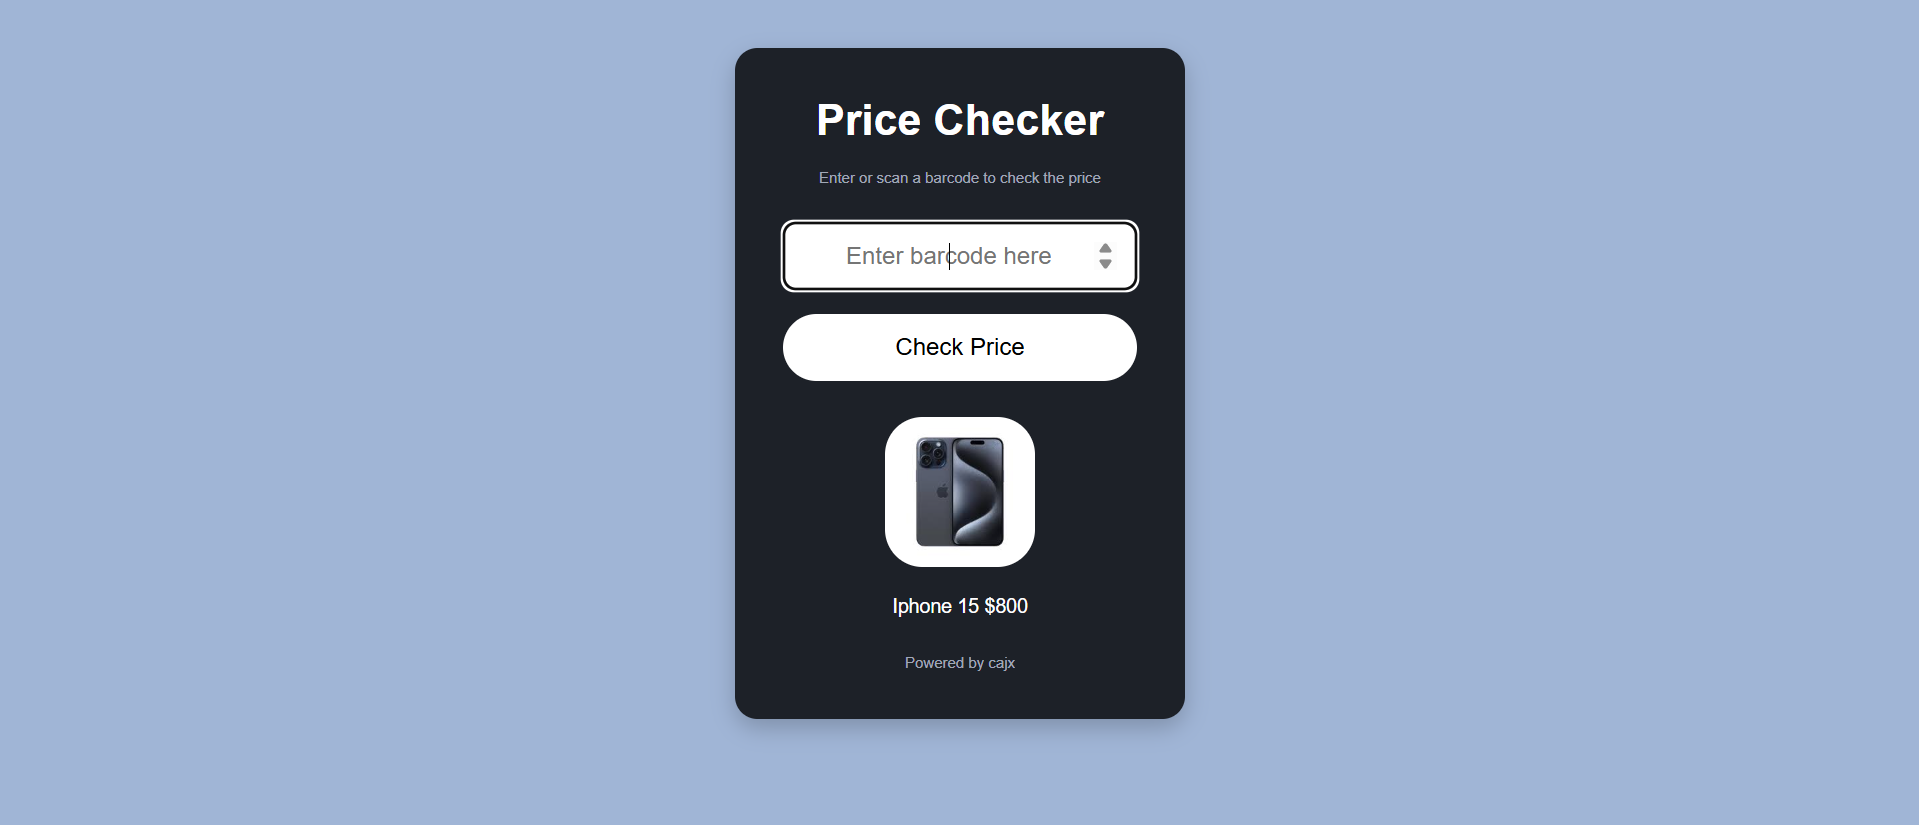 Price Checker
Enter or scan a barcode to check the price
Enter barcode here
Check Price
Iphone 15 $800
Powered by cajx